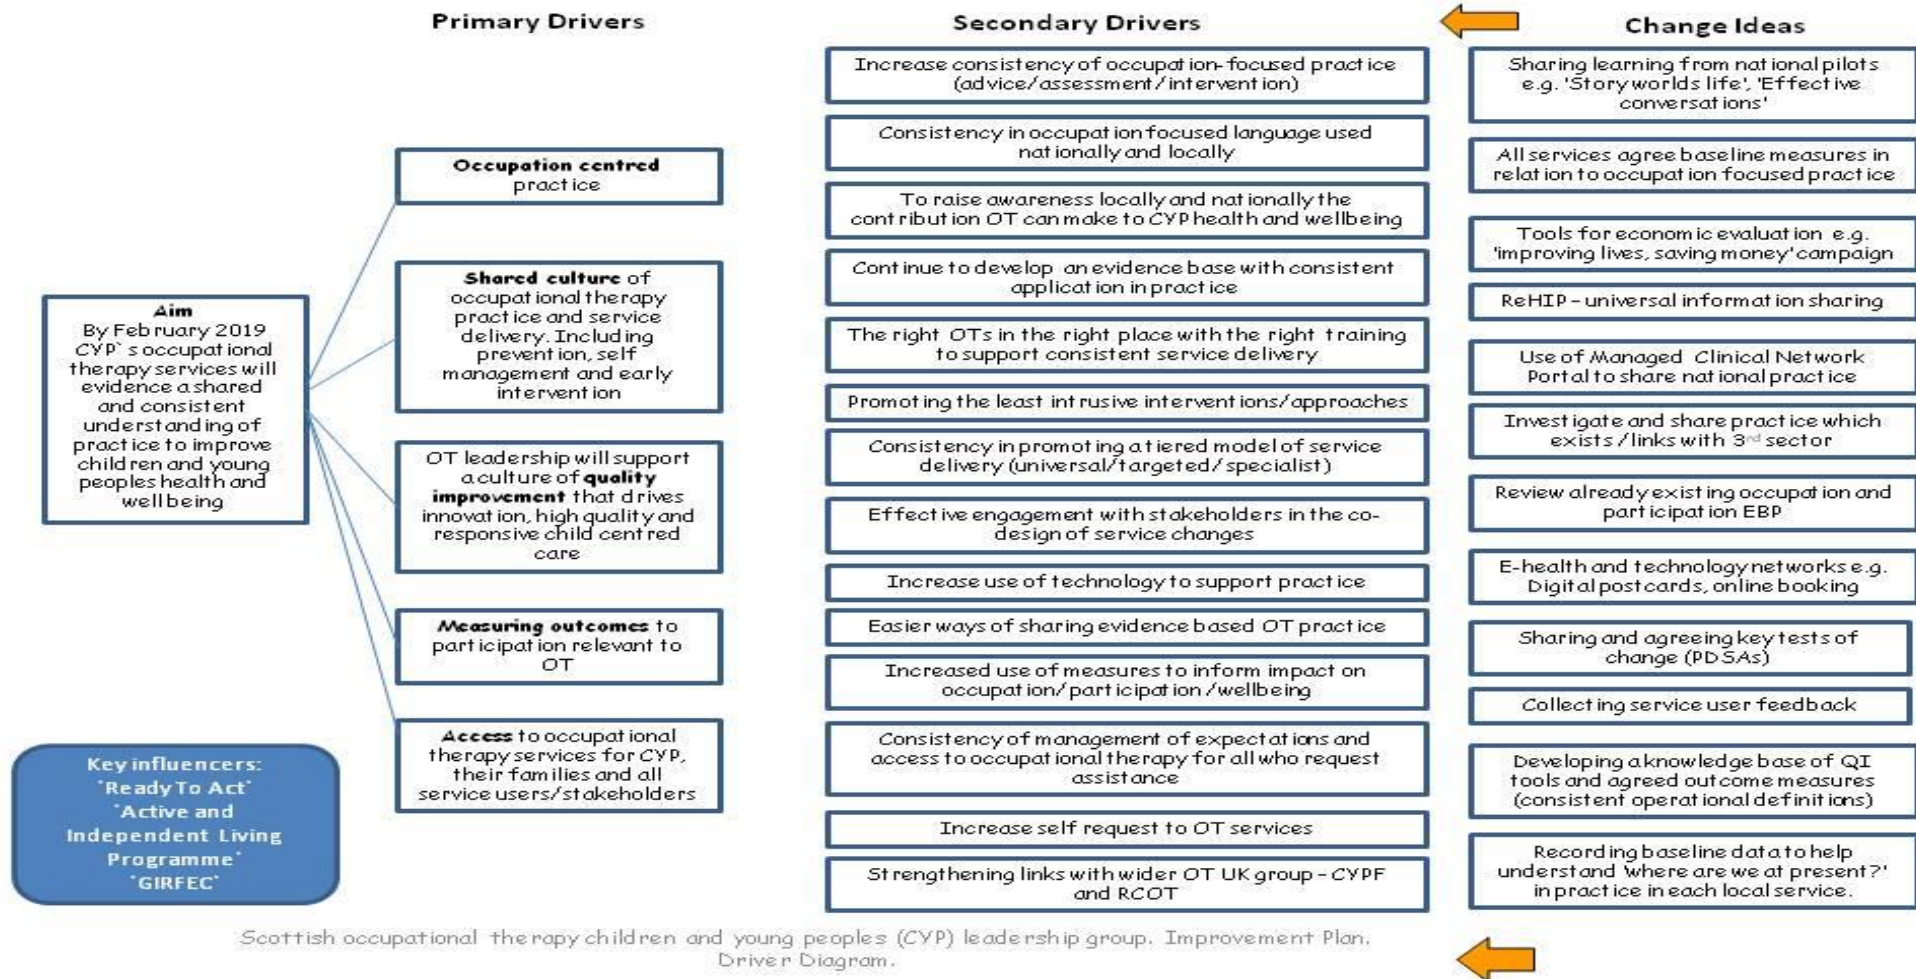 Primary Drivers
Secondary Drivers
Change Ideas
Aim
By February 2019
CYP`s occupational
therapy services will
evidence a shared
and consistent
understanding of
practice to improve
children and young
peoples health and
well being
Key influencers:
`Ready To Act`
`Active and
Independent Living
Programme`
`GIRFEC`
Occupation centred
practice
Shared culture of
occupational therapy
practice and service
delivery. Including
prevention, self
management and early
intervention
OT leadership will support
a culture of quality
improvement that drives
innovation, high quality and
responsive child centred
care
Measuring outcomes to
participation relevant to
OT
Access to occupational
therapy services for CYP,
their families and all
service users/stakeholders
Increase consistency of occupation-focused practice
(advice/assessment/intervention)
Consistency in occupation focused language used
nationally and locally
To raise awareness locally and nationally the
contribution OT can make to CYP health and wellbeing
Continue to develop an evidence base with consistent
application in practice
The right OTs in the right place with the right training
to support consistent service delivery
Promoting the least intrusive interventions/approaches
Consistency in promoting a tiered model of service
delivery (universal/targeted/specialist)
Effective engagement with stakeholders in the co-
design of service changes
Increase use of technology to support practice
Easier ways of sharing evidence based OT practice
Increased use of measures to inform impact on
occupation/participation/wellbeing
Consistency of management of expectations and
access to occupational therapy for all who request
assistance
Increase self request to OT services
Strengthening links with wider OT UK group - CYPF
and RCOT
Sharing learning from national pilots
e.g. 'Story worlds life', 'Effective
conversations'
All services agree baseline measures in
relation to occupation focused practice
Tools for economic evaluation e.g.
'improving lives, saving money' campaign
ReHIP - universal information sharing
Use of Managed Clinical Network
Portal to share national practice
Investigate and share practice which
exists /links with 3rd sector
Review already existing occupation and
participation EBP
E-health and technology networks e.g.
Digital postcards, online booking
Sharing and agreeing key tests of
change (PDSAs)
Collecting service user feedback
Developing a knowledge base of QI
tools and agreed outcome measures
(consistent operational definitions)
Recording baseline data to help
understand 'where are we at present?'
in practice in each local service.
Scottish occupational therapy children and young peoples (CYP) leadership group. Improvement Plan.
Driver Diagram.